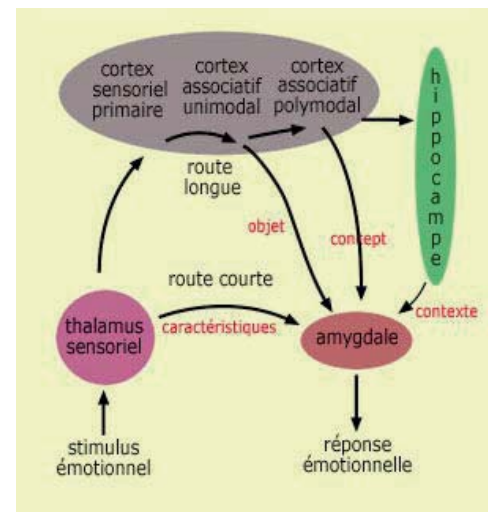 cortex
sensoriel
primaire
cortex
associatif
unimodal
cortex
associatif
polymodal
hippocampe
route
longue
objet
concept
route courte
caractéristiques
contexte
thalamus
sensoriel
amygdale
stimulus
émotionnel
réponse
émotionnelle